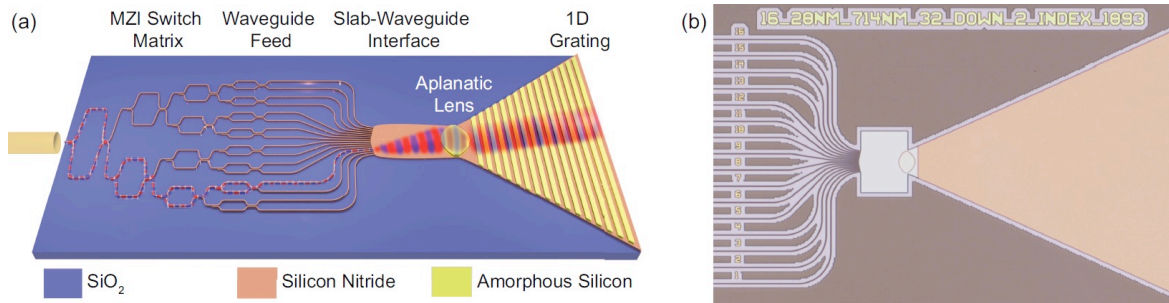 (a)
MZI Switch Matrix
Waveguide Feed
Slab-Waveguide Interface
1D Grating
Aplanatic Lens
SiO2
Silicon Nitride
Amorphous Silicon
(b)
16_28NM_714NM_32_DOWN_2_INDEX_1893
16
15
14
13
12
11
10
9
8
7
6
5
4
3
2
1